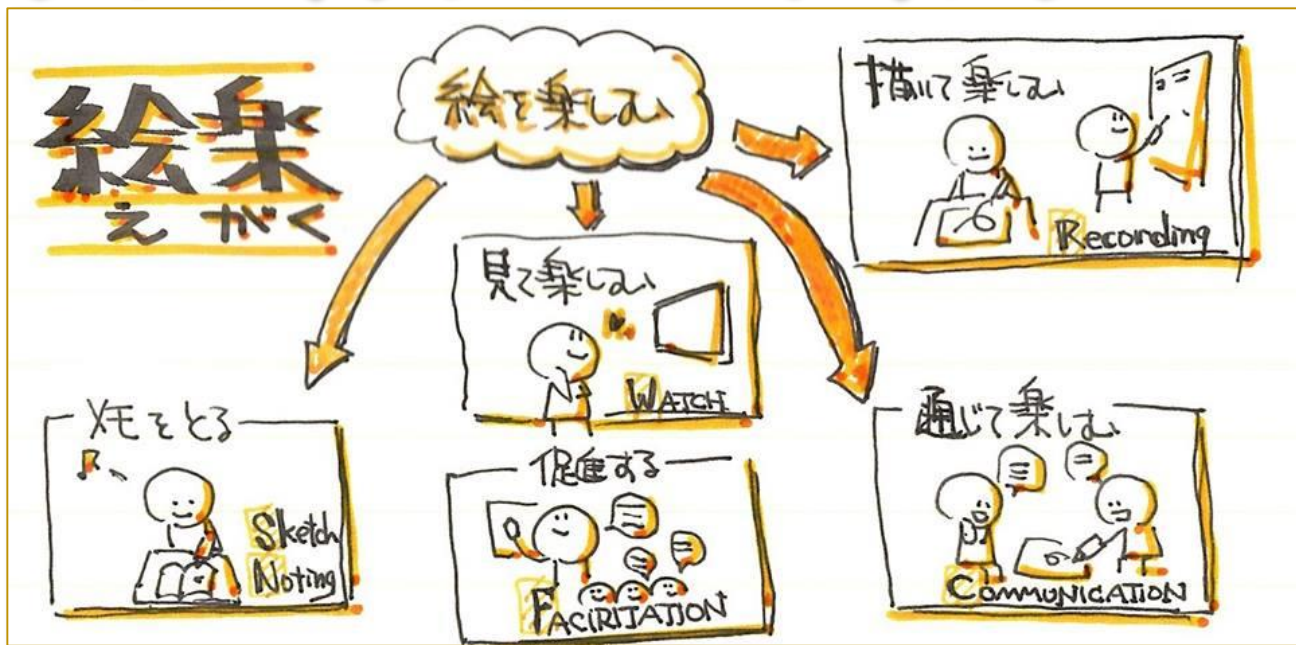 絵楽
えがく
絵を楽しむ
描いて楽しむ
Recording
見て楽しむ
WATCH
メモをとる
Sketch
Noting
促進する
FACIRITATION
通じて楽しむ
COMMUNICATION